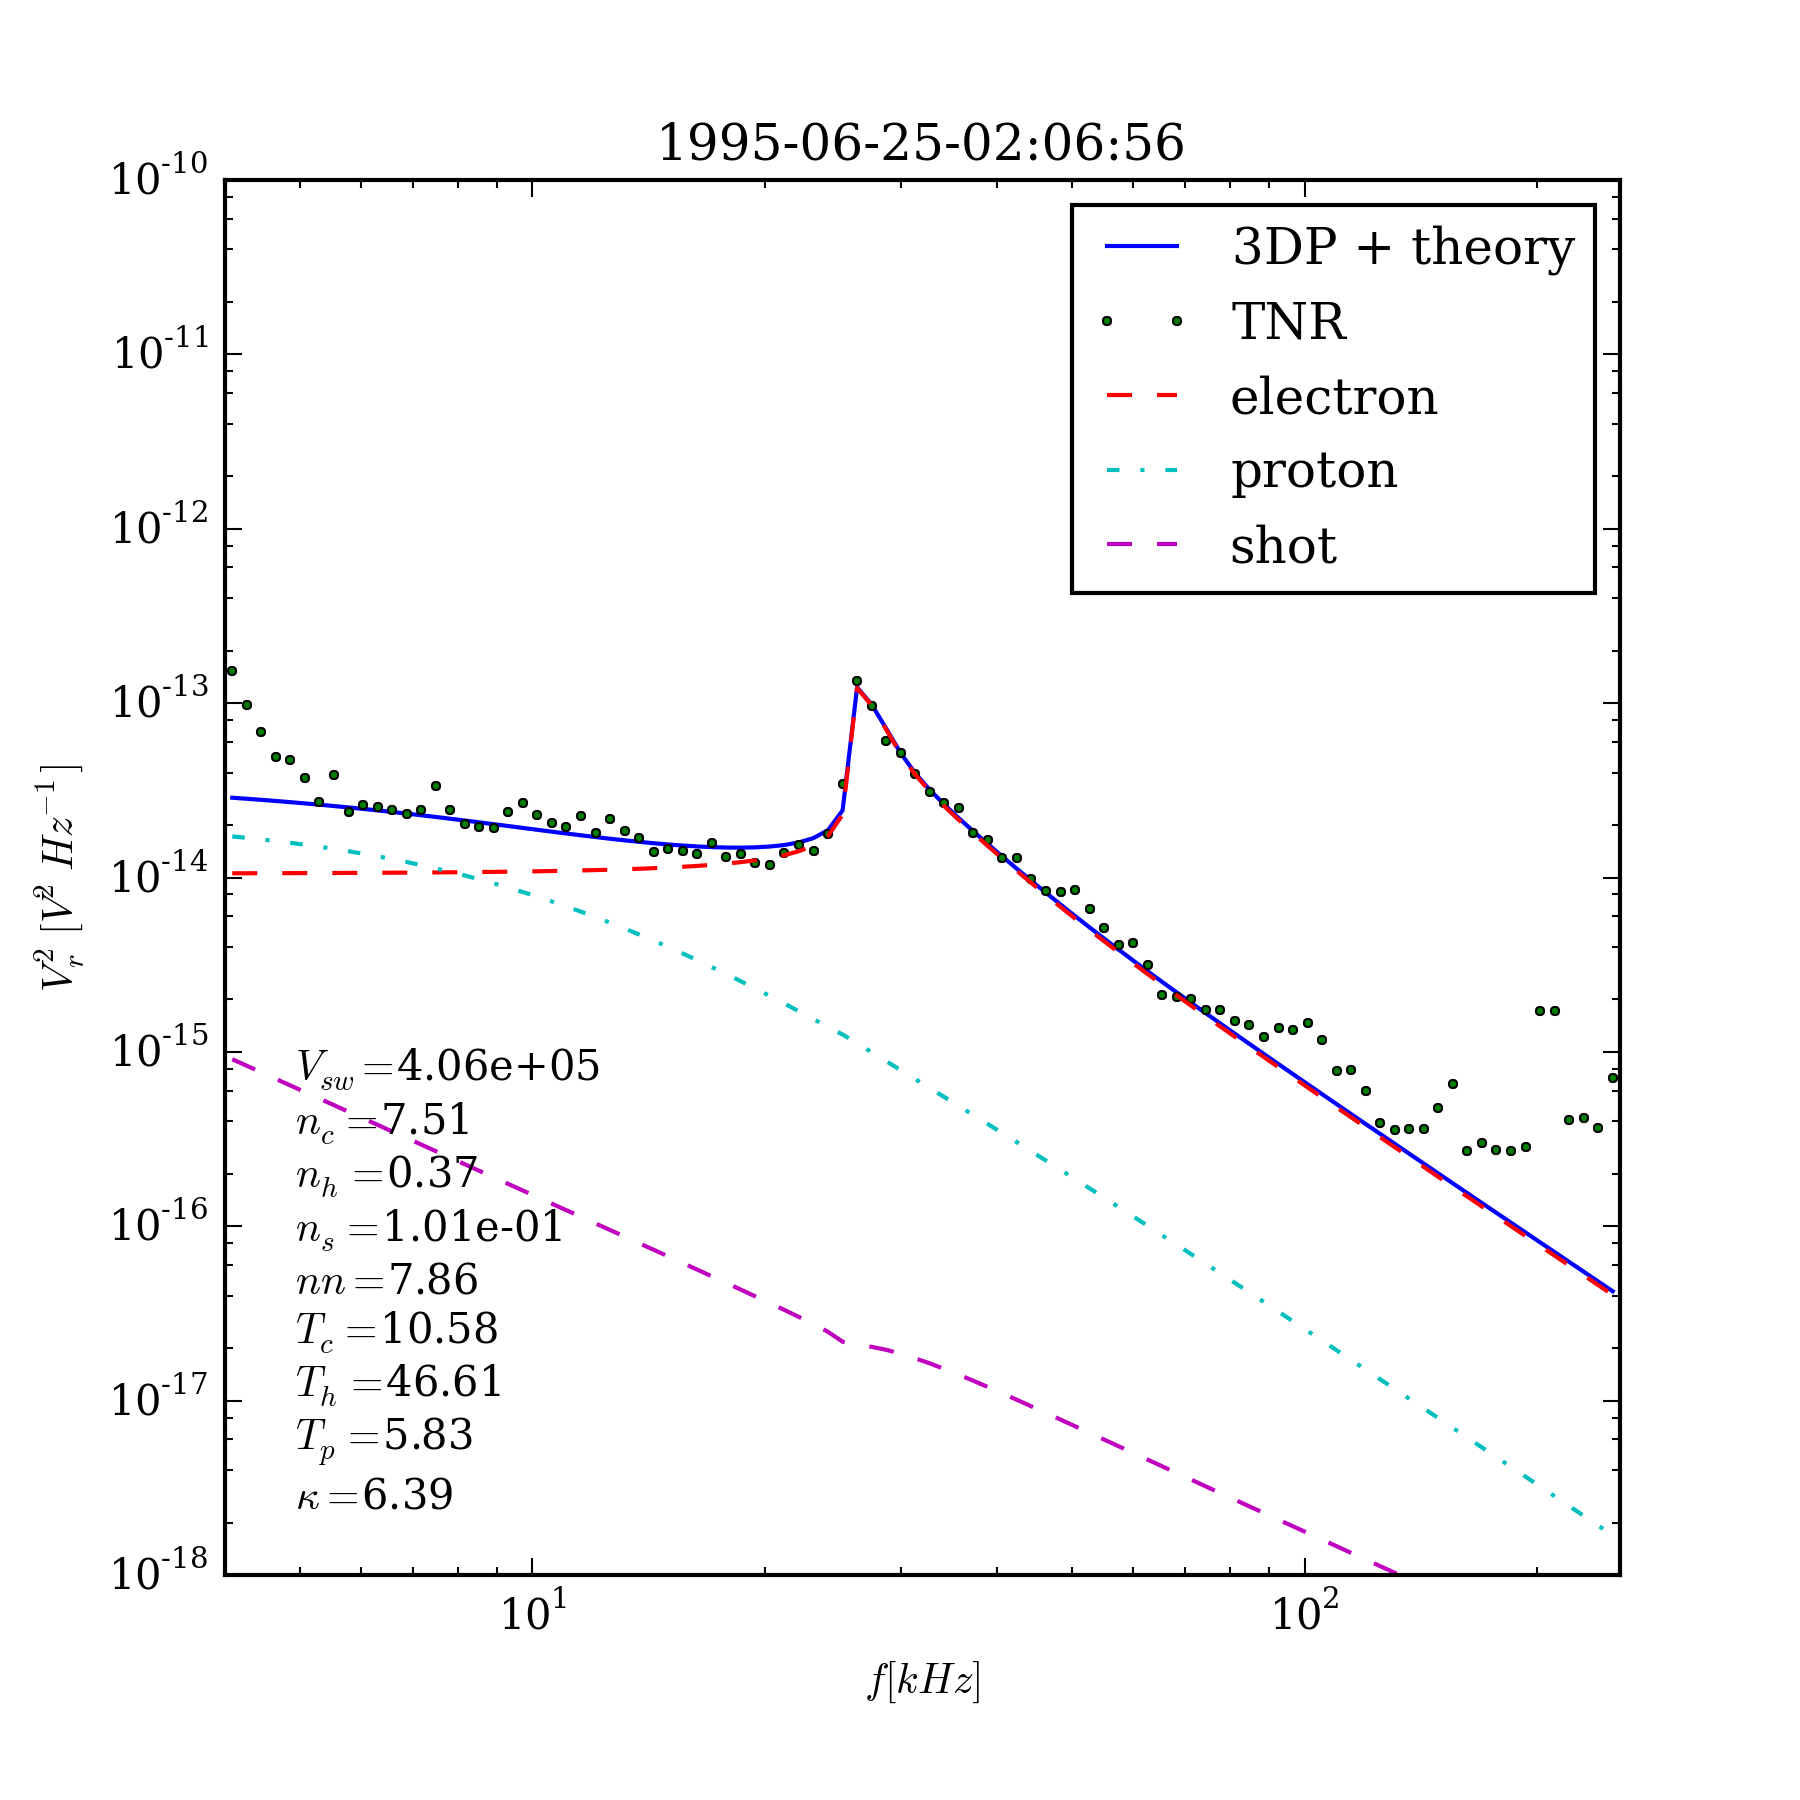 1995-06-25-02:06:56
10^-10
10^-11
10^-12
10^-13
10^-14
10^-15
10^-16
10^-17
10^-18
V_r^2 [V^2 Hz^-1]
3DP + theory
TNR
electron
proton
shot
V_sw =4.06e+05
n_c =7.51
n_h =0.37
n_s =1.01e-01
nn =7.86
T_c =10.58
T_h =46.61
T_p =5.83
κ =6.39
10^1
10^2
f[kHz]